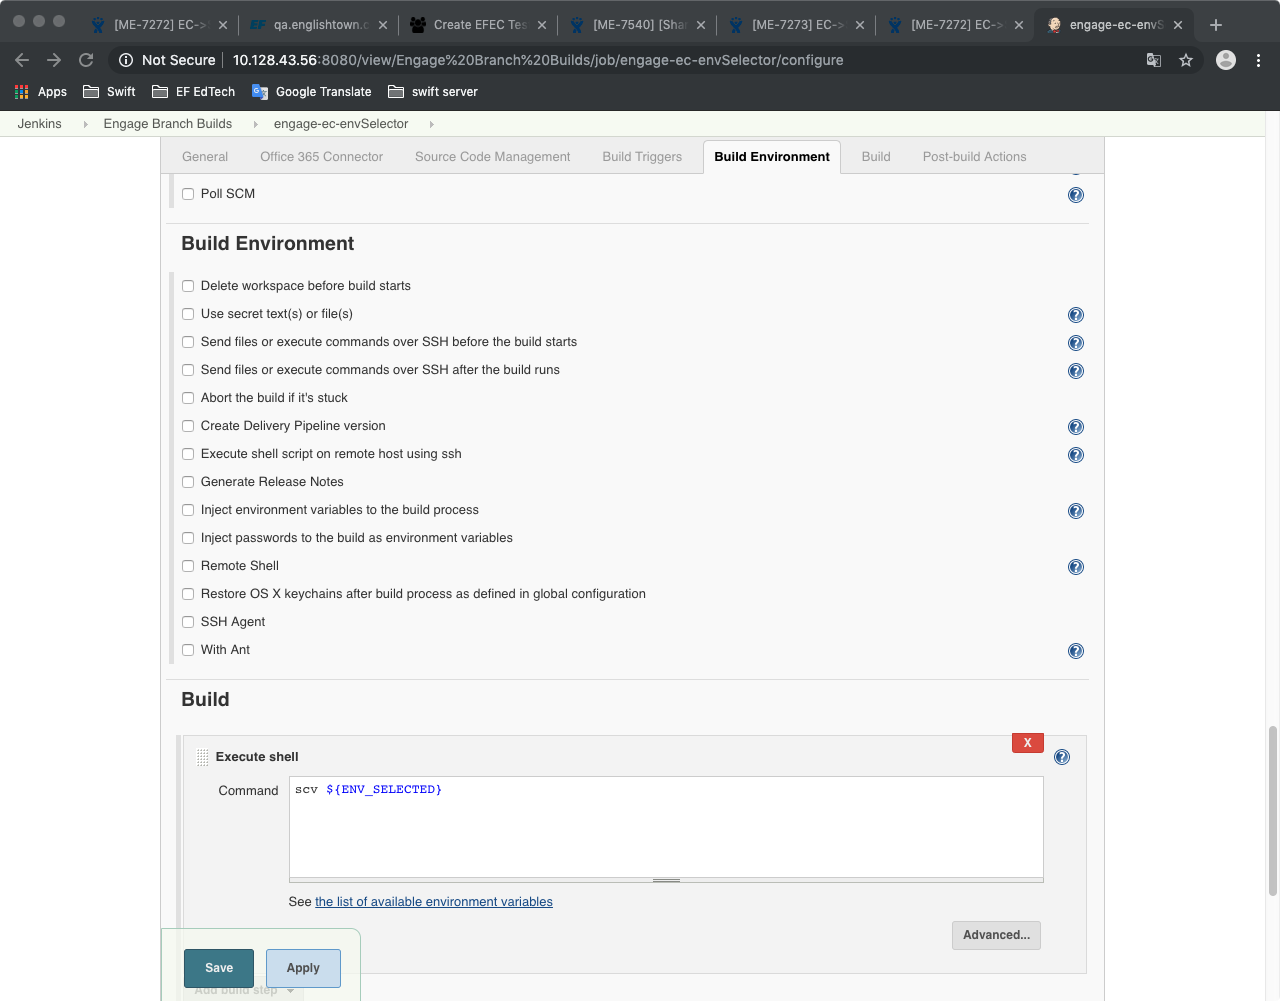 [ME-7272] EC->
qa.englishtown.c
Create EFEC Tes
[ME-7540] [Sha
[ME-7273] EC->
[ME-7272] EC->
engage-ec-envS
Not Secure
10.128.43.56:8080/view/Engage%20Branch%20Builds/job/engage-ec-envSelector/configure
Apps
Swift
EF EdTech
Google Translate
swift server
Jenkins
Engage Branch Builds
engage-ec-envSelector
General
Office 365 Connector
Source Code Management
Build Triggers
Build Environment
Build
Post-build Actions
Poll SCM
Build Environment
Delete workspace before build starts
Use secret text(s) or file(s)
Send files or execute commands over SSH before the build starts
Send files or execute commands over SSH after the build runs
Abort the build if it's stuck
Create Delivery Pipeline version
Execute shell script on remote host using ssh
Generate Release Notes
Inject environment variables to the build process
Inject passwords to the build as environment variables
Remote Shell
Restore OS X keychains after build process as defined in global configuration
SSH Agent
With Ant
Build
X
Execute shell
Command
scv ${ENV_SELECTED}
See the list of available environment variables
Advanced...
Save
Apply
Add build step